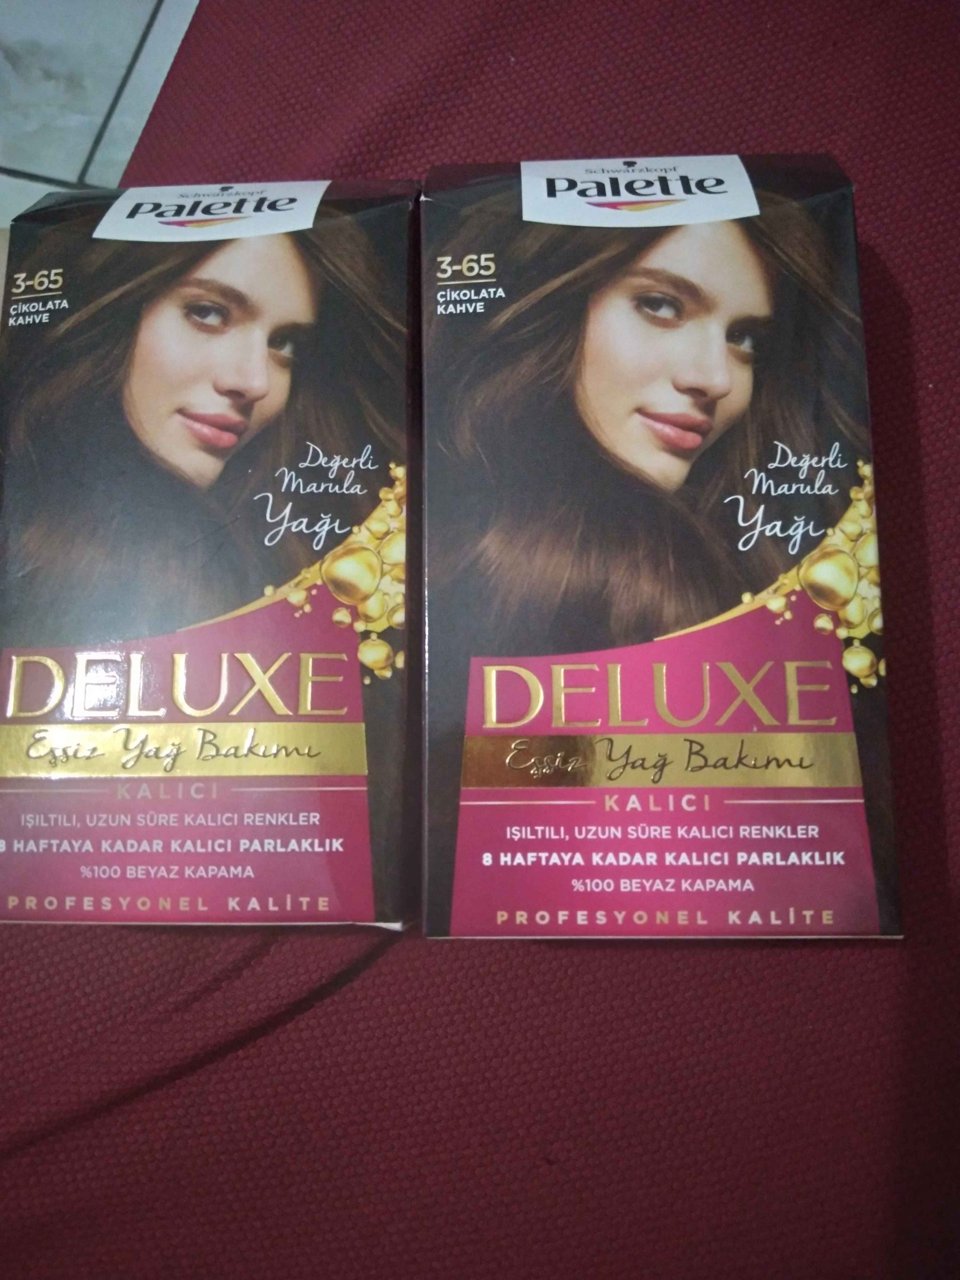 Schwarzkopf
Palette
3-65
ÇİKOLATA
KAHVE
Değerli
Marula
Yağı
DELUXE
Eşsiz Yağ Bakımı
KALICI
IŞILTILI, UZUN SÜRE KALICI RENKLER
8 HAFTAYA KADAR KALICI PARLAKLIK
%100 BEYAZ KAPAMA
PROFESYONEL KALİTE
Schwarzkopf
Palette
3-65
ÇİKOLATA
KAHVE
Değerli
Marula
Yağı
DELUXE
Eşsiz Yağ Bakımı
KALICI
IŞILTILI, UZUN SÜRE KALICI RENKLER
8 HAFTAYA KADAR KALICI PARLAKLIK
%100 BEYAZ KAPAMA
PROFESYONEL KALİTE